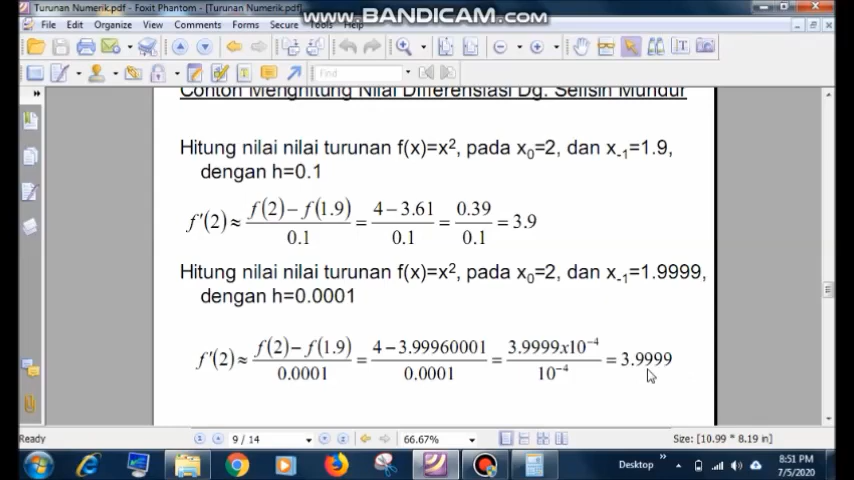 Turunan Numerik.pdf - Foxit Phantom - [Turunan Numerik.pdf]
www.BANDICAM.com
File Edit Organize View Comments Forms Secure Tools Help
Find
Contoh Menghitung Nilai Differensiasi Dg. Selisih Mundur
Hitung nilai nilai turunan f(x)=x², pada x₀=2, dan x₋₁=1.9,
dengan h=0.1
f'(2) ≈ (f(2) − f(1.9))/0.1 = (4 − 3.61)/0.1 = 0.39/0.1 = 3.9
Hitung nilai nilai turunan f(x)=x², pada x₀=2, dan x₋₁=1.9999,
dengan h=0.0001
f'(2) ≈ (f(2) − f(1.9))/0.0001 = (4 − 3.99960001)/0.0001 = 3.9999x10⁻⁴/10⁻⁴ = 3.9999
Ready
9 / 14
66.67%
Size: [10.99 * 8.19 in]
Desktop
8:51 PM
7/5/2020